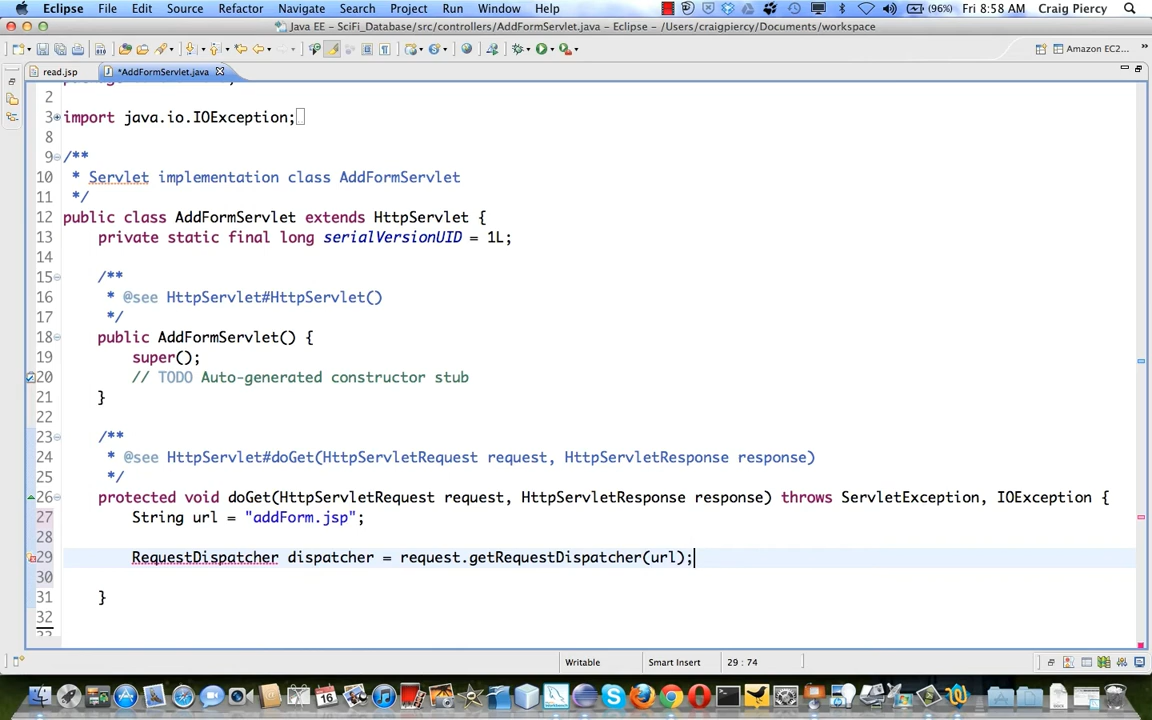 Eclipse File Edit Source Refactor Navigate Search Project Run Window Help (96%) Fri 8:58 AM Craig Piercy
Java EE - SciFi_Database/src/controllers/AddFormServlet.java - Eclipse - /Users/craigpiercy/Documents/workspace
Amazon EC2...
read.jsp *AddFormServlet.java
2
3 import java.io.IOException;
8
9 /**
10 * Servlet implementation class AddFormServlet
11 */
12 public class AddFormServlet extends HttpServlet {
13 private static final long serialVersionUID = 1L;
14
15 /**
16 * @see HttpServlet#HttpServlet()
17 */
18 public AddFormServlet() {
19 super();
20 // TODO Auto-generated constructor stub
21 }
22
23 /**
24 * @see HttpServlet#doGet(HttpServletRequest request, HttpServletResponse response)
25 */
26 protected void doGet(HttpServletRequest request, HttpServletResponse response) throws ServletException, IOException {
27 String url = "addForm.jsp";
28
29 RequestDispatcher dispatcher = request.getRequestDispatcher(url);
30
31 }
32
Writable Smart Insert 29 : 74